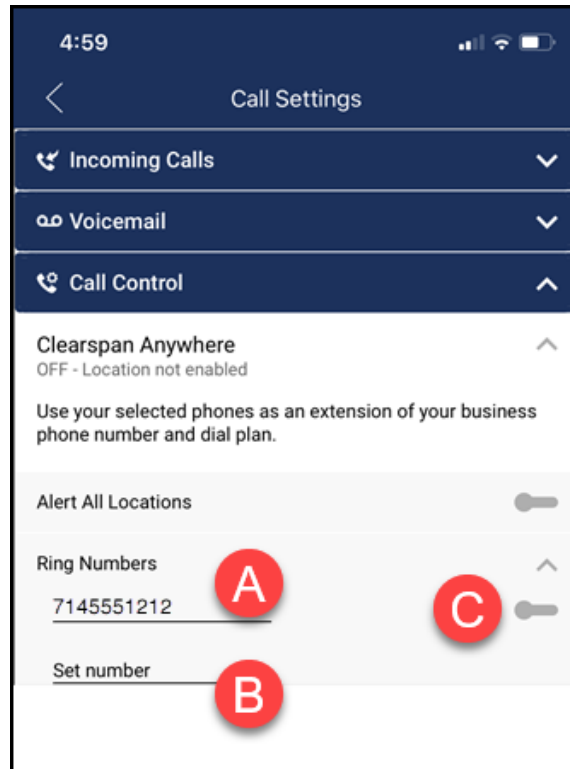 4:59
Call Settings
Incoming Calls
Voicemail
Call Control
Clearspan Anywhere
OFF - Location not enabled
Use your selected phones as an extension of your business
phone number and dial plan.
Alert All Locations
Ring Numbers
A
7145551212
C
Set number
B